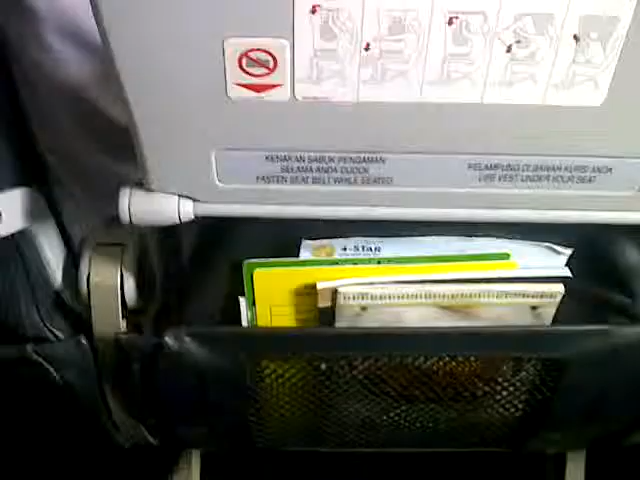 KENAKAN SABUK PENGAMAN
SELAMA ANDA DUDUK
FASTEN SEAT BELT WHILE SEATED
PELAMPUNG DIBAWAH KURSI ANDA
LIFE VEST UNDER YOUR SEAT
4-STAR